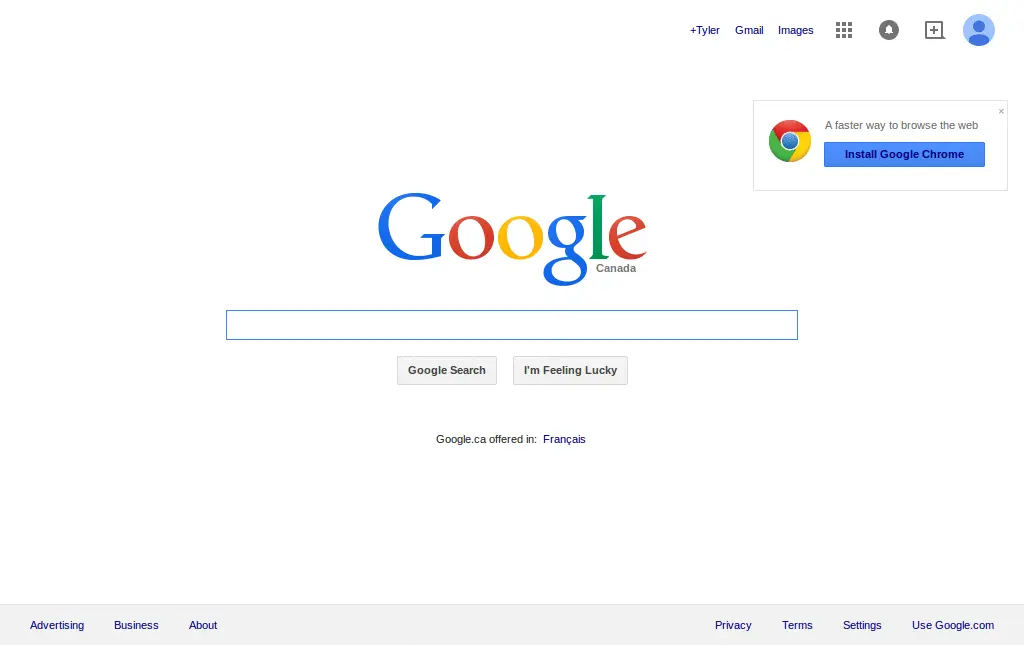 +Tyler Gmail Images
×
A faster way to browse the web
Install Google Chrome
Google
Canada
Google Search I'm Feeling Lucky
Google.ca offered in: Français
Advertising Business About Privacy Terms Settings Use Google.com